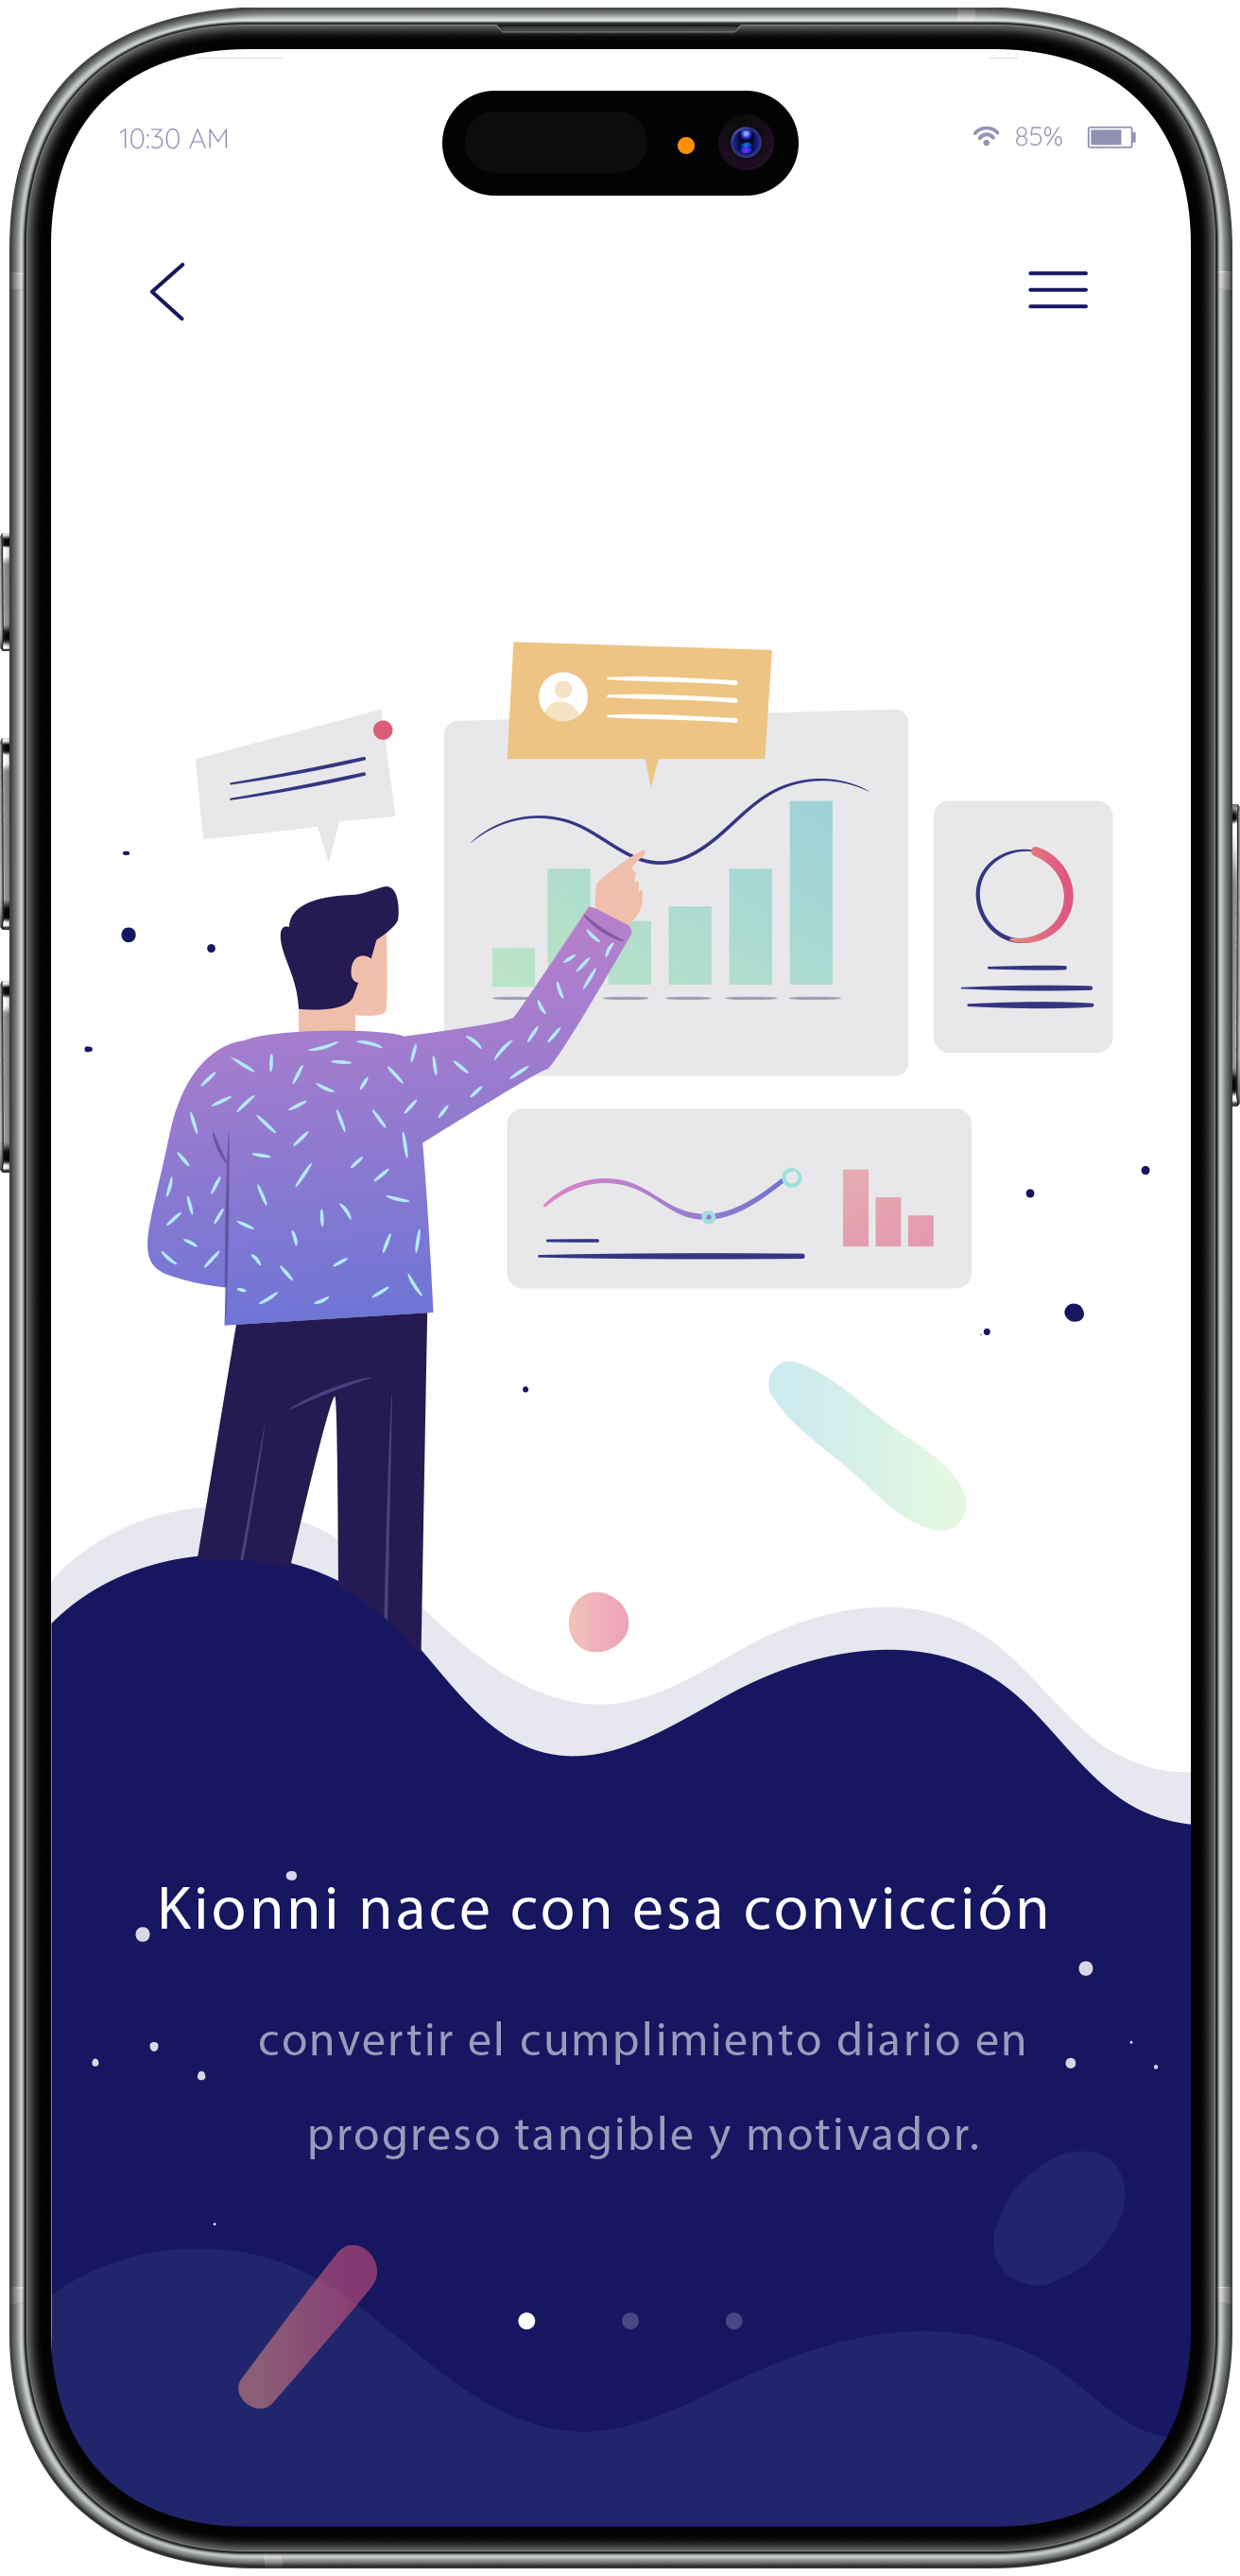 10:30 AM
85%
Kionni nace con esa convicción
convertir el cumplimiento diario en
progreso tangible y motivador.